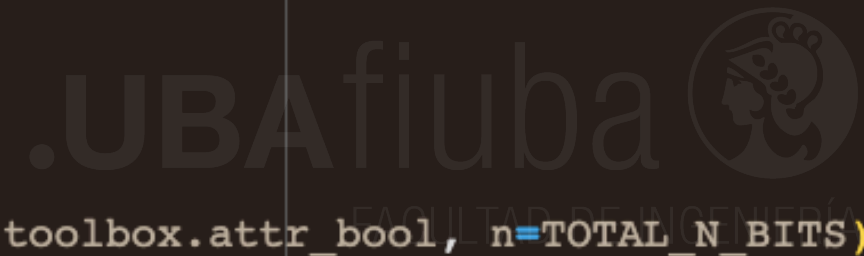 .UBAfiuba
FACULTAD DE INGENIERÍA
toolbox.attr_bool, n=TOTAL_N_BITS)